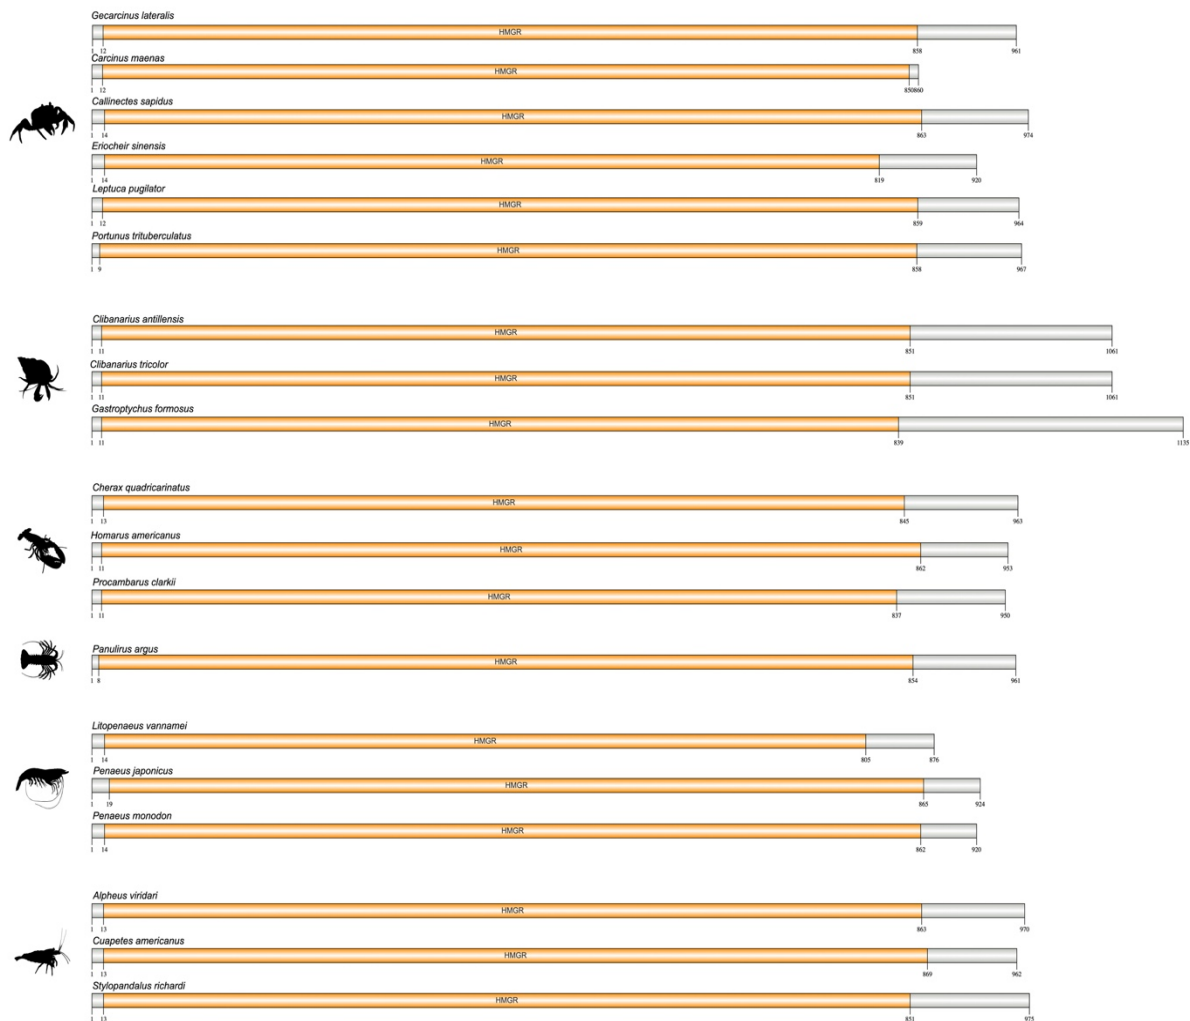 Gecarcinus lateralis
HMGR
1 12 858 961
Carcinus maenas
HMGR
1 12 850 860
Callinectes sapidus
HMGR
1 14 863 974
Eriocheir sinensis
HMGR
1 14 819 920
Leptuca pugilator
HMGR
1 12 859 964
Portunus trituberculatus
HMGR
1 9 858 967
Clibanarius antillensis
HMGR
1 11 851 1061
Clibanarius tricolor
HMGR
1 11 851 1061
Gastroptychus formosus
HMGR
1 11 839 1135
Cherax quadricarinatus
HMGR
1 13 845 963
Homarus americanus
HMGR
1 11 862 953
Procambarus clarkii
HMGR
1 11 837 950
Panulirus argus
HMGR
1 8 854 961
Litopenaeus vannamei
HMGR
1 14 805 876
Penaeus japonicus
HMGR
1 19 865 924
Penaeus monodon
HMGR
1 14 862 920
Alpheus viridari
HMGR
1 13 863 970
Cuapetes americanus
HMGR
1 13 869 962
Stylopandalus richardi
HMGR
1 13 851 975